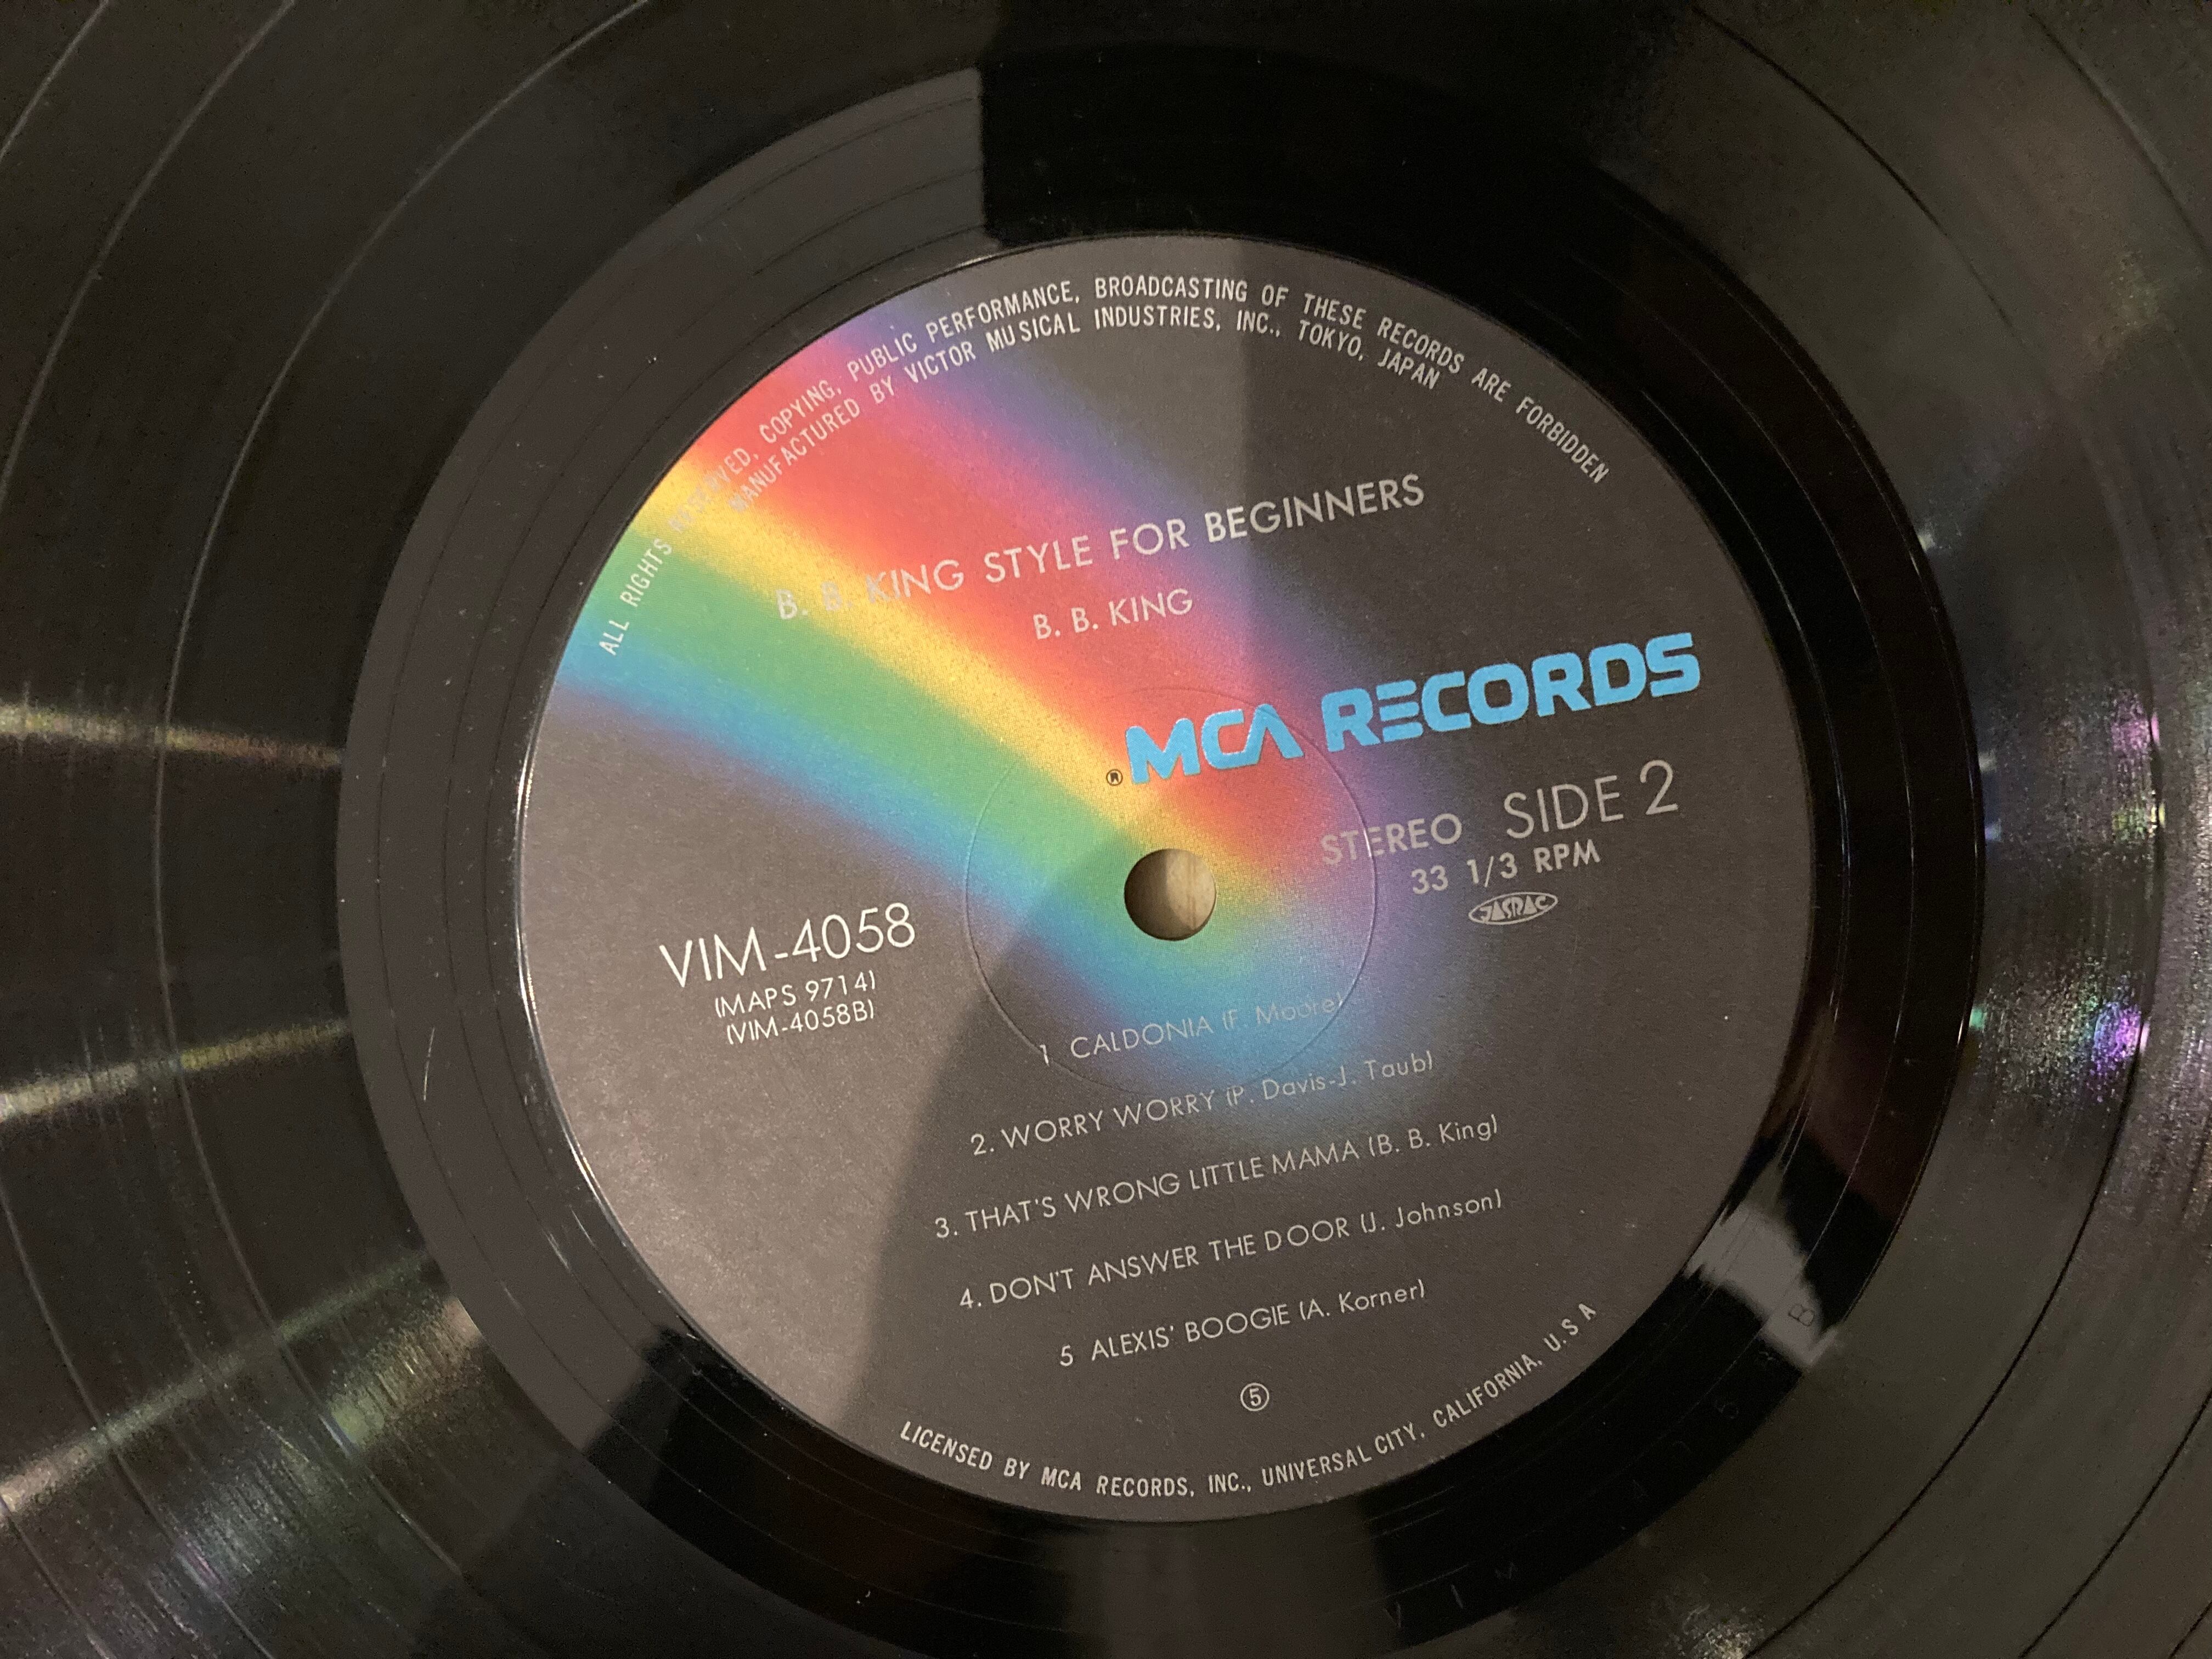 ALL RIGHTS RESERVED, COPYING, PUBLIC PERFORMANCE, BROADCASTING OF THESE RECORDS ARE FORBIDDEN
MANUFACTURED BY VICTOR MUSICAL INDUSTRIES, INC., TOKYO, JAPAN
B. B. KING STYLE FOR BEGINNERS
B. B. KING
® MCA RECORDS
STEREO SIDE 2
33 1/3 RPM
JASRAC
VIM-4058
(MAPS 9714)
(VIM-4058B)
1 CALDONIA (F. Moore)
2. WORRY WORRY (P. Davis-J. Taub)
3. THAT'S WRONG LITTLE MAMA (B. B. King)
4. DON'T ANSWER THE DOOR (J. Johnson)
5 ALEXIS' BOOGIE (A. Korner)
⑤
LICENSED BY MCA RECORDS, INC., UNIVERSAL CITY, CALIFORNIA, U.S A